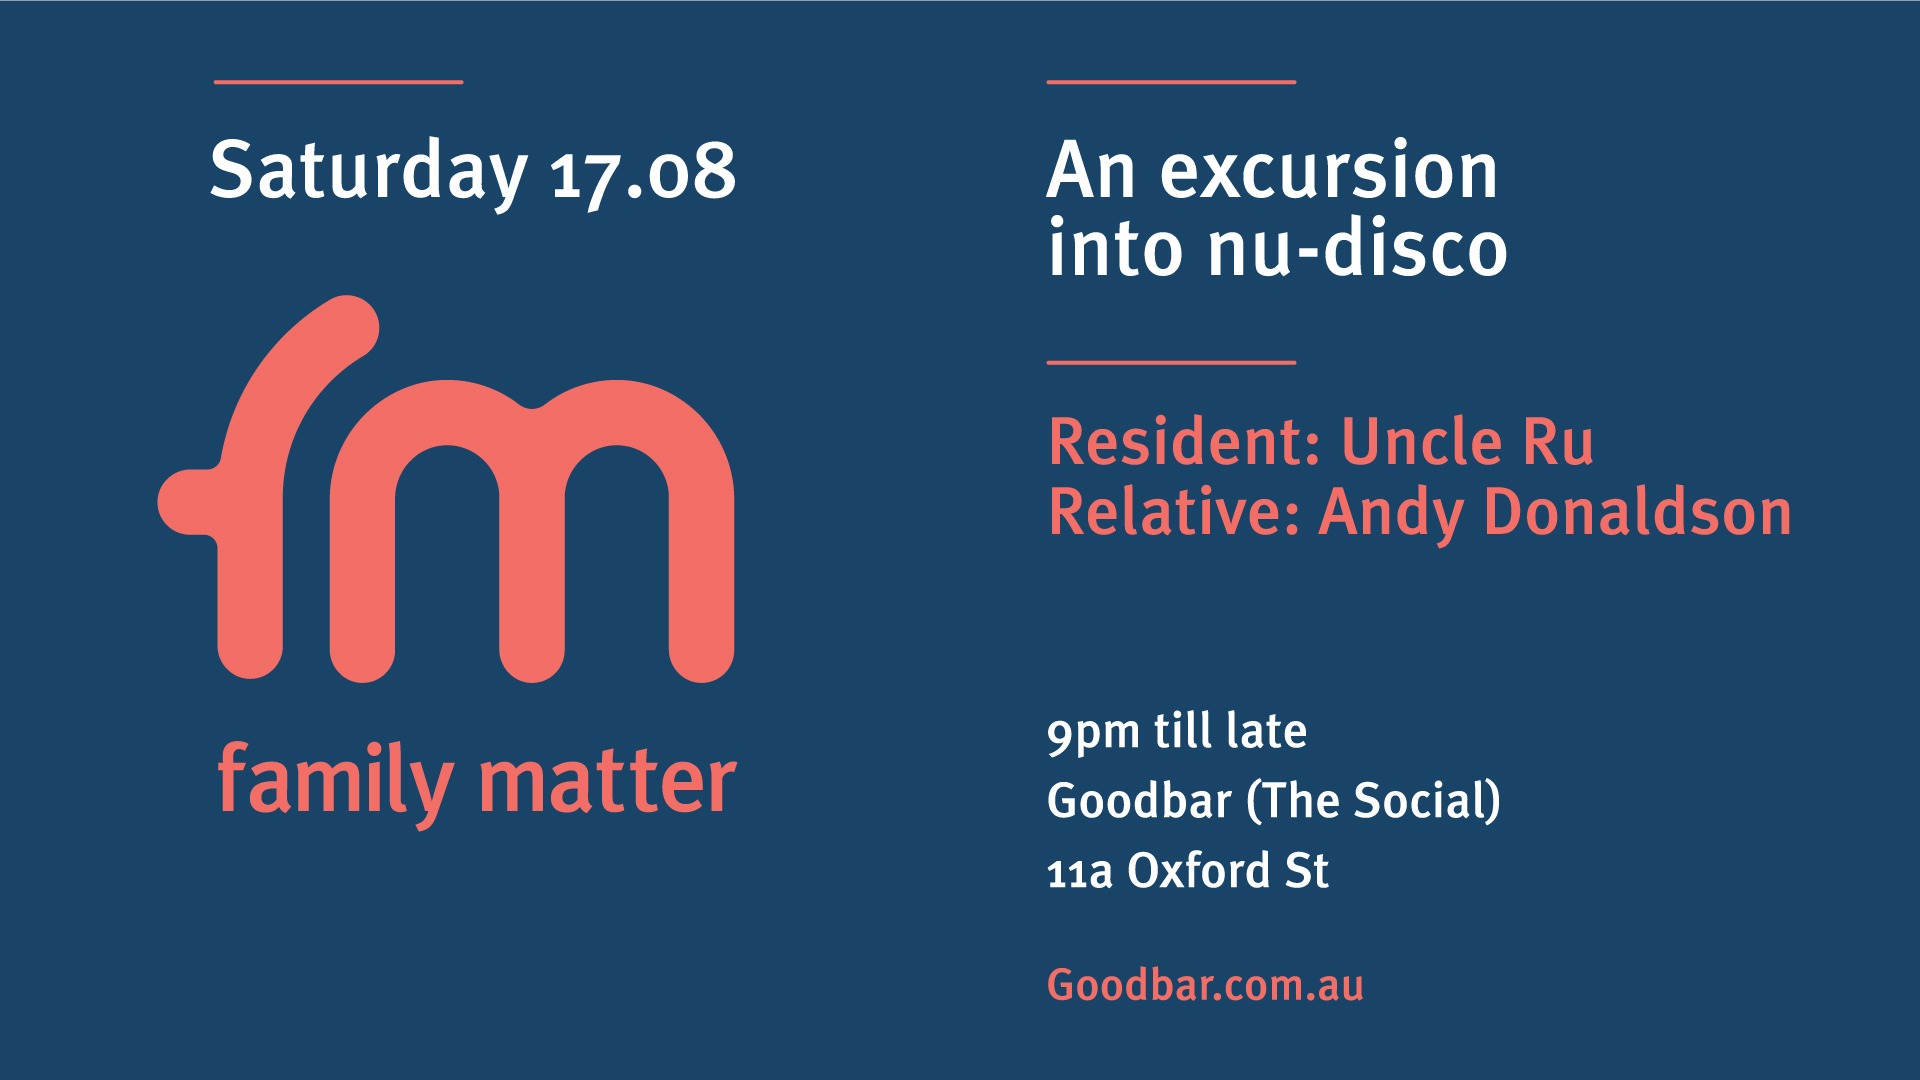 Saturday 17.08
fm
family matter
An excursion
into nu-disco
Resident: Uncle Ru
Relative: Andy Donaldson
9pm till late
Goodbar (The Social)
11a Oxford St
Goodbar.com.au